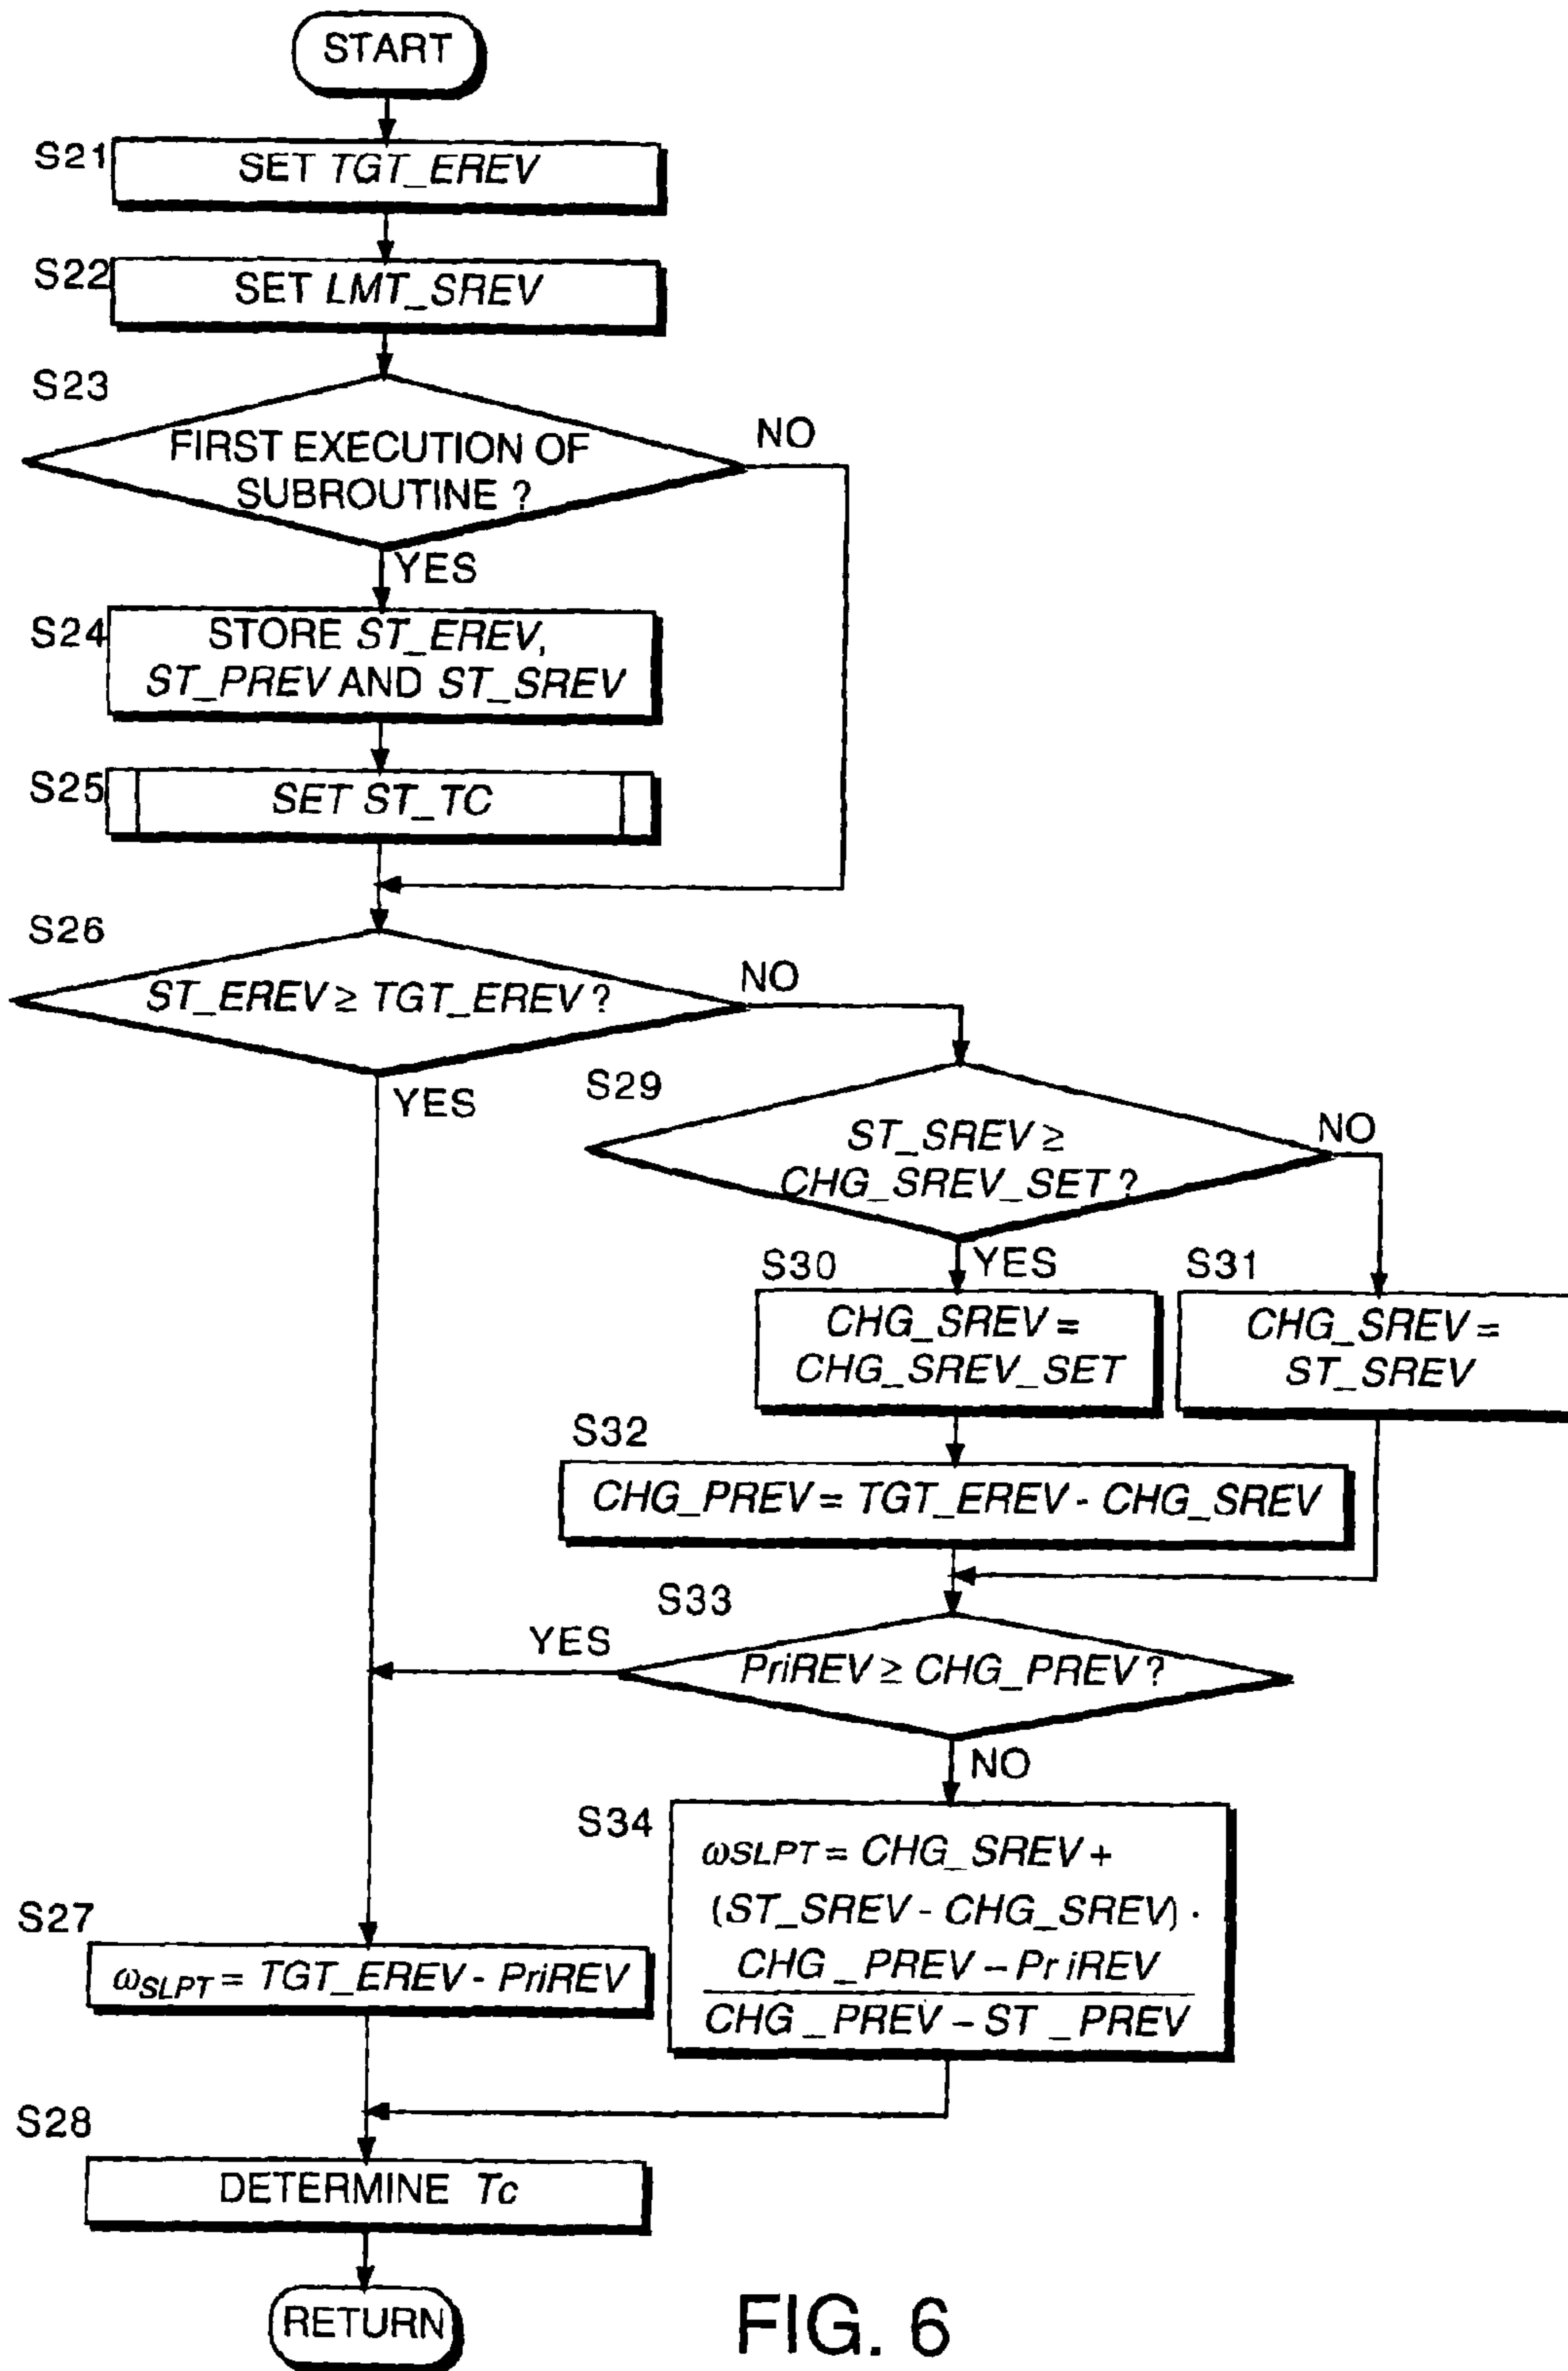 START
S21
SET TGT_EREV
S22
SET LMT_SREV
S23
FIRST EXECUTION OF
SUBROUTINE ?
NO
YES
S24
STORE ST_EREV,
ST_PREV AND ST_SREV
S25
SET ST_TC
S26
ST_EREV ≥ TGT_EREV ?
NO
YES
S29
ST_SREV ≥
CHG_SREV_SET ?
NO
YES
S30
CHG_SREV =
CHG_SREV_SET
S31
CHG_SREV =
ST_SREV
S32
CHG_PREV = TGT_EREV - CHG_SREV
S33
PriREV ≥ CHG_PREV ?
YES
NO
S34
ωSLPT = CHG_SREV +
(ST_SREV - CHG_SREV) ·
CHG_PREV – PriREV
CHG_PREV – ST_PREV
S27
ωSLPT = TGT_EREV - PriREV
S28
DETERMINE Tc
RETURN
FIG. 6